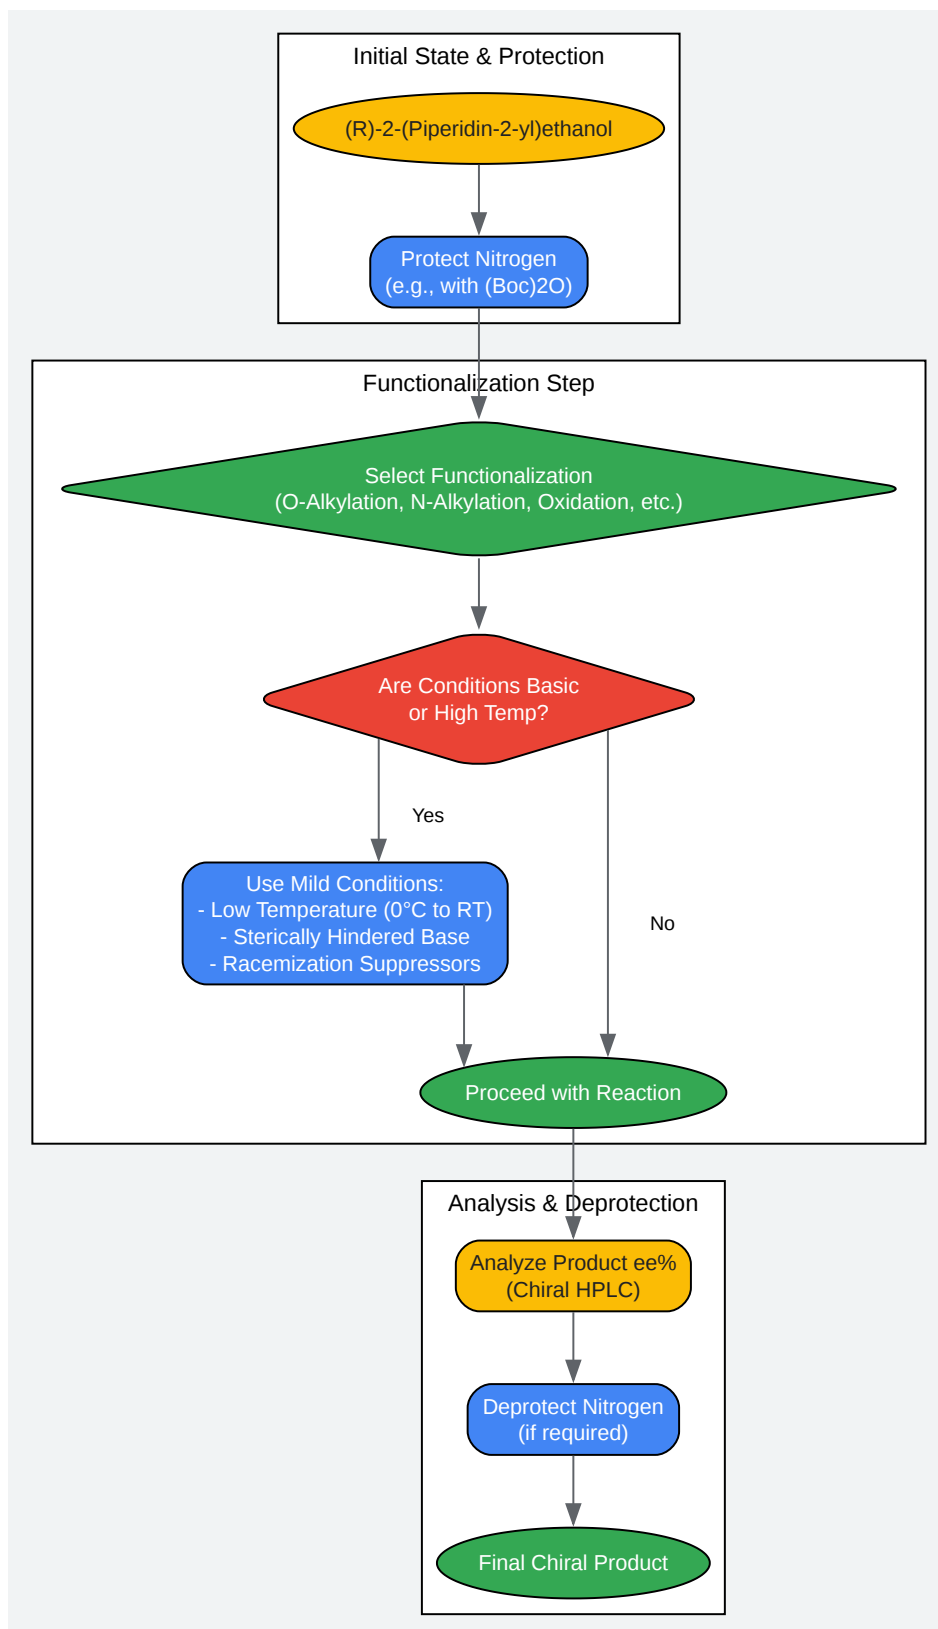 Initial State & Protection
(R)-2-(Piperidin-2-yl)ethanol
Protect Nitrogen
(e.g., with (Boc)2O)
Functionalization Step
Select Functionalization
(O-Alkylation, N-Alkylation, Oxidation, etc.)
Are Conditions Basic
or High Temp?
Yes
Use Mild Conditions:
- Low Temperature (0°C to RT)
- Sterically Hindered Base
- Racemization Suppressors
No
Proceed with Reaction
Analysis & Deprotection
Analyze Product ee%
(Chiral HPLC)
Deprotect Nitrogen
(if required)
Final Chiral Product